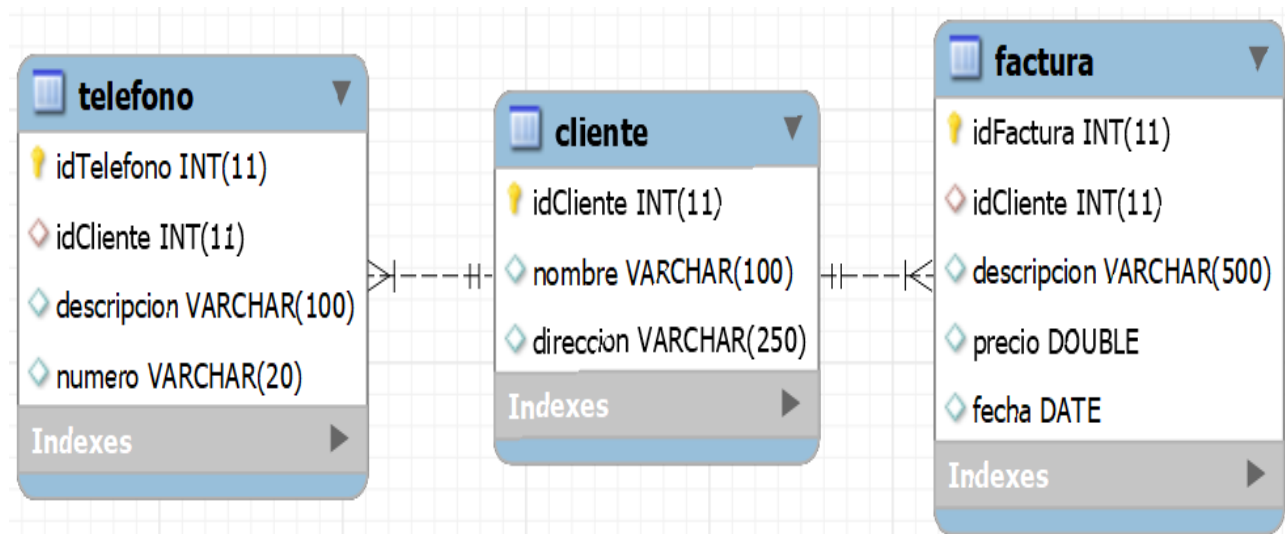 telefono
idTelefono INT(11)
idCliente INT(11)
descripcion VARCHAR(100)
numero VARCHAR(20)
Indexes
cliente
idCliente INT(11)
nombre VARCHAR(100)
direccion VARCHAR(250)
Indexes
factura
idFactura INT(11)
idCliente INT(11)
descripcion VARCHAR(500)
precio DOUBLE
fecha DATE
Indexes